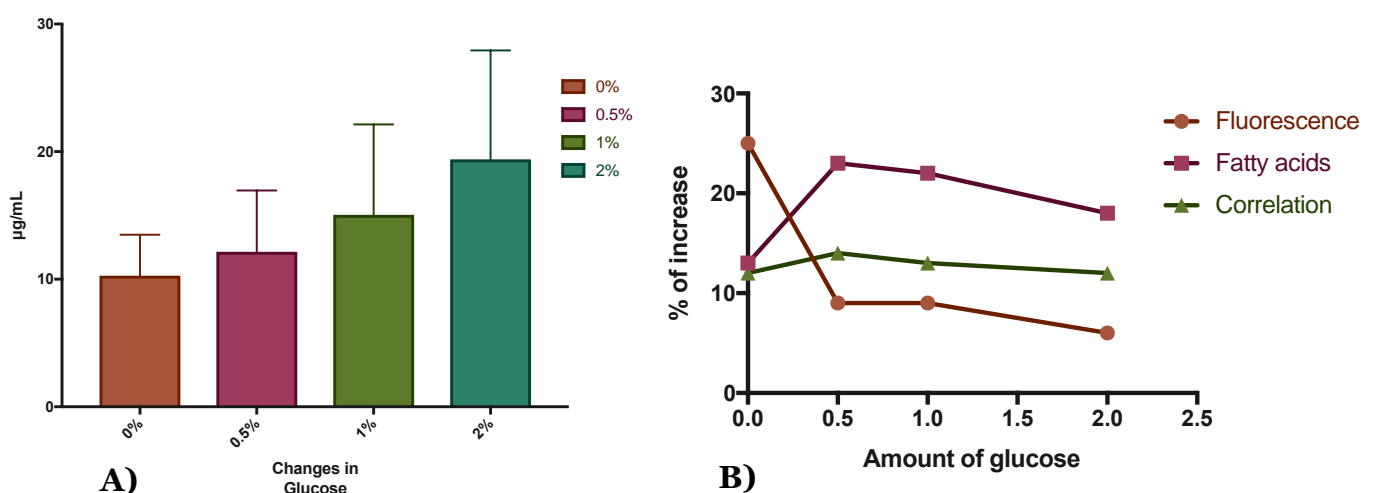 30
20
10
0
µg/mL
0%
0.5%
1%
2%
Changes in
Glucose
A)
0%
0.5%
1%
2%
30
20
10
0
% of increase
0.0
0.5
1.0
1.5
2.0
2.5
Amount of glucose
B)
Fluorescence
Fatty acids
Correlation